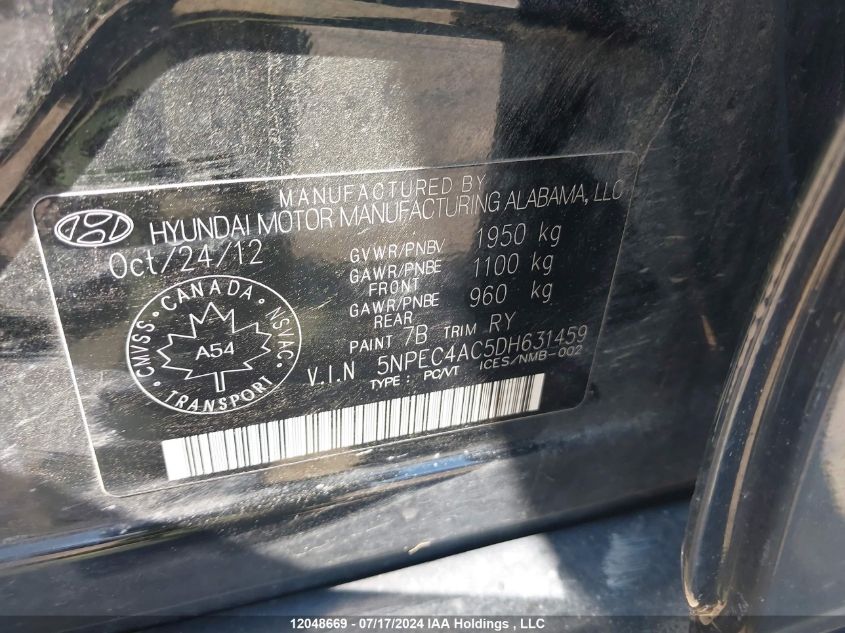 MANUFACTURED BY
HYUNDAI MOTOR MANUFACTURING ALABAMA, LLC
Oct/24/12
GVWR/PNBV 1950 kg
GAWR/PNBE FRONT 1100 kg
GAWR/PNBE REAR 960 kg
PAINT 7B TRIM RY
V.I.N 5NPEC4AC5DH631459
TYPE : PC/VT ICES/NMB-002
CMVSS · CANADA · NSVAC
TRANSPORT
A54
12048669 - 07/17/2024 IAA Holdings , LLC